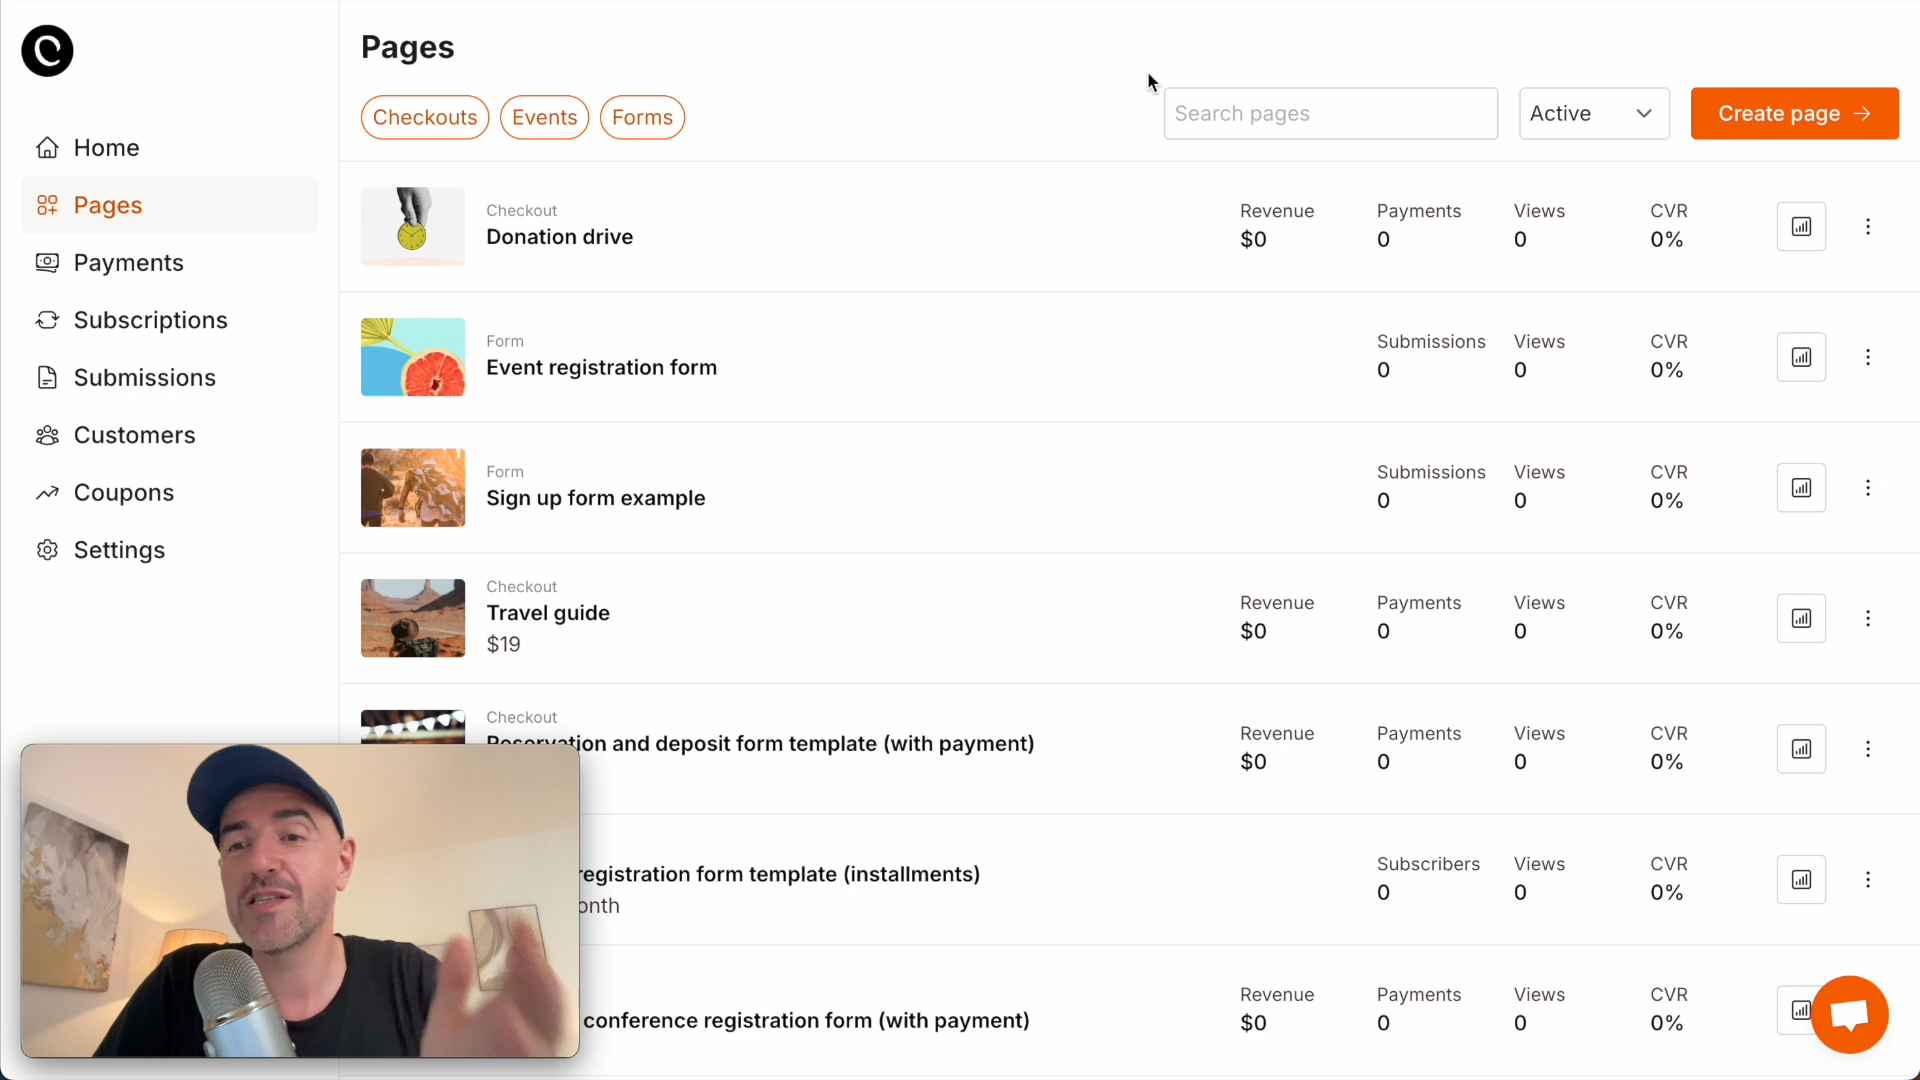 Pages
Checkouts
Events
Forms
Search pages
Active
Create page
Home
Pages
Payments
Subscriptions
Submissions
Customers
Coupons
Settings
Checkout
Donation drive
Revenue
$0
Payments
0
Views
0
CVR
0%
Form
Event registration form
Submissions
0
Views
0
CVR
0%
Form
Sign up form example
Submissions
0
Views
0
CVR
0%
Checkout
Travel guide
$19
Revenue
$0
Payments
0
Views
0
CVR
0%
Checkout
Reservation and deposit form template (with payment)
Revenue
$0
Payments
0
Views
0
CVR
0%
registration form template (installments)
onth
Subscribers
0
Views
0
CVR
0%
conference registration form (with payment)
Revenue
$0
Payments
0
Views
0
CVR
0%